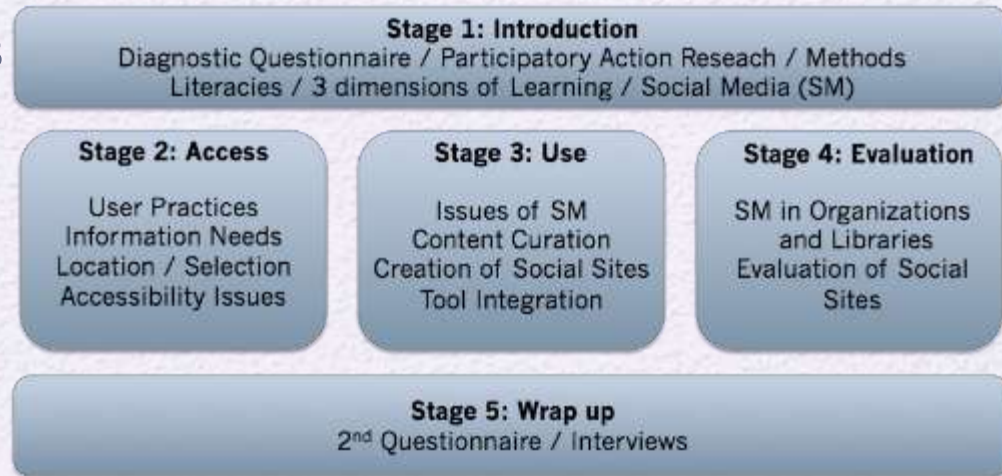 Stage 1: Introduction
Diagnostic Questionnaire / Participatory Action Reseach / Methods
Literacies / 3 dimensions of Learning / Social Media (SM)
Stage 2: Access
User Practices
Information Needs
Location / Selection
Accessibility Issues
Stage 3: Use
Issues of SM
Content Curation
Creation of Social Sites
Tool Integration
Stage 4: Evaluation
SM in Organizations
and Libraries
Evaluation of Social
Sites
Stage 5: Wrap up
2nd Questionnaire / Interviews